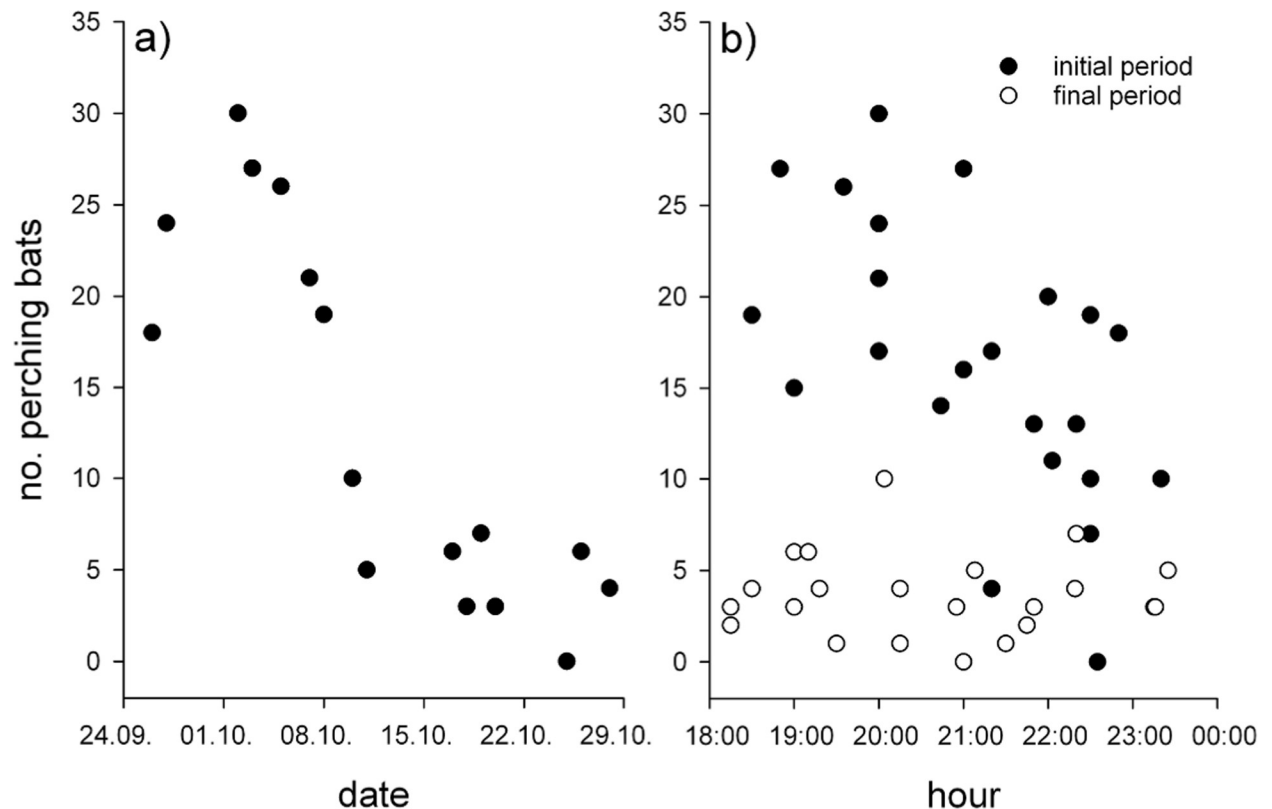 a)
no. perching bats
35
30
25
20
15
10
5
0
24.09. 01.10. 08.10. 15.10. 22.10. 29.10.
date
b)
initial period
final period
35
30
25
20
15
10
5
0
18:00 19:00 20:00 21:00 22:00 23:00 00:00
hour